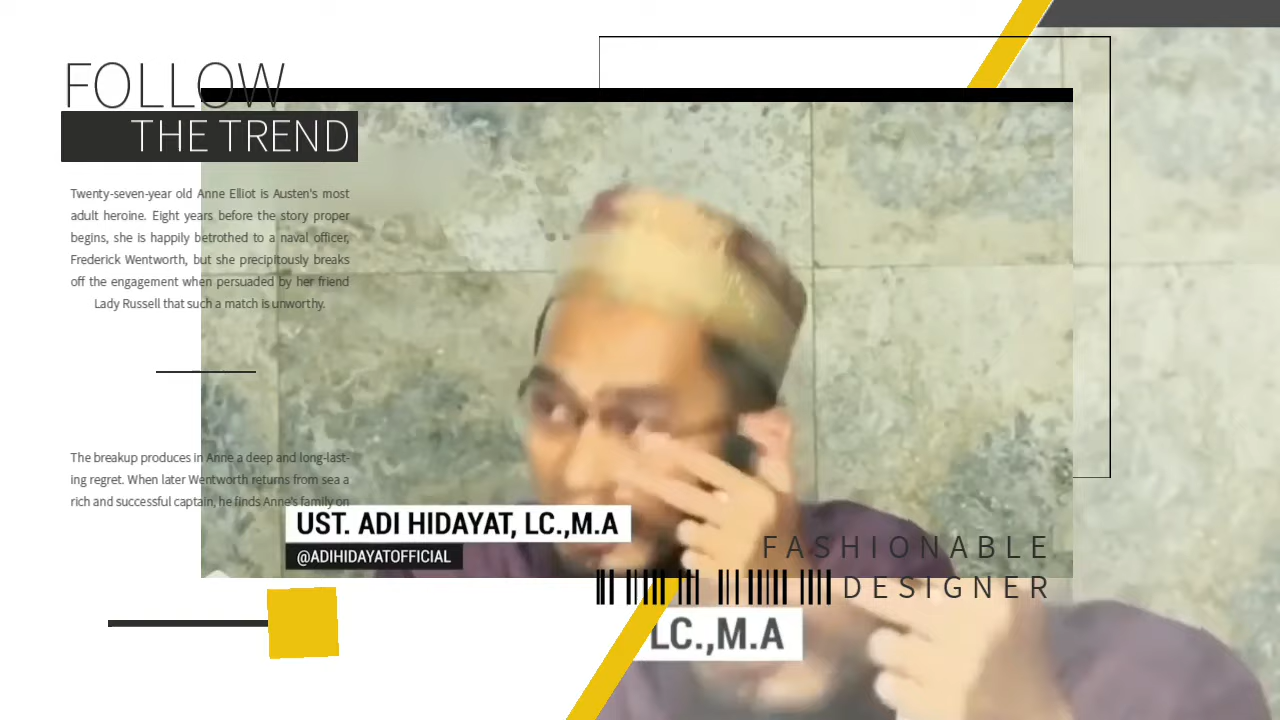 FOLLOW
THE TREND
Twenty-seven-year old Anne Elliot is Austen's most
adult heroine. Eight years before the story proper
begins, she is happily betrothed to a naval officer,
Frederick Wentworth, but she precipitously breaks
off the engagement when persuaded by her friend
Lady Russell that such a match is unworthy.
The breakup produces in Anne a deep and long-last-
ing regret. When later Wentworth returns from sea a
rich and successful captain, he finds Anne's family on
UST. ADI HIDAYAT, LC.,M.A
@ADIHIDAYATOFFICIAL
FASHIONABLE
DESIGNER
LC.,M.A